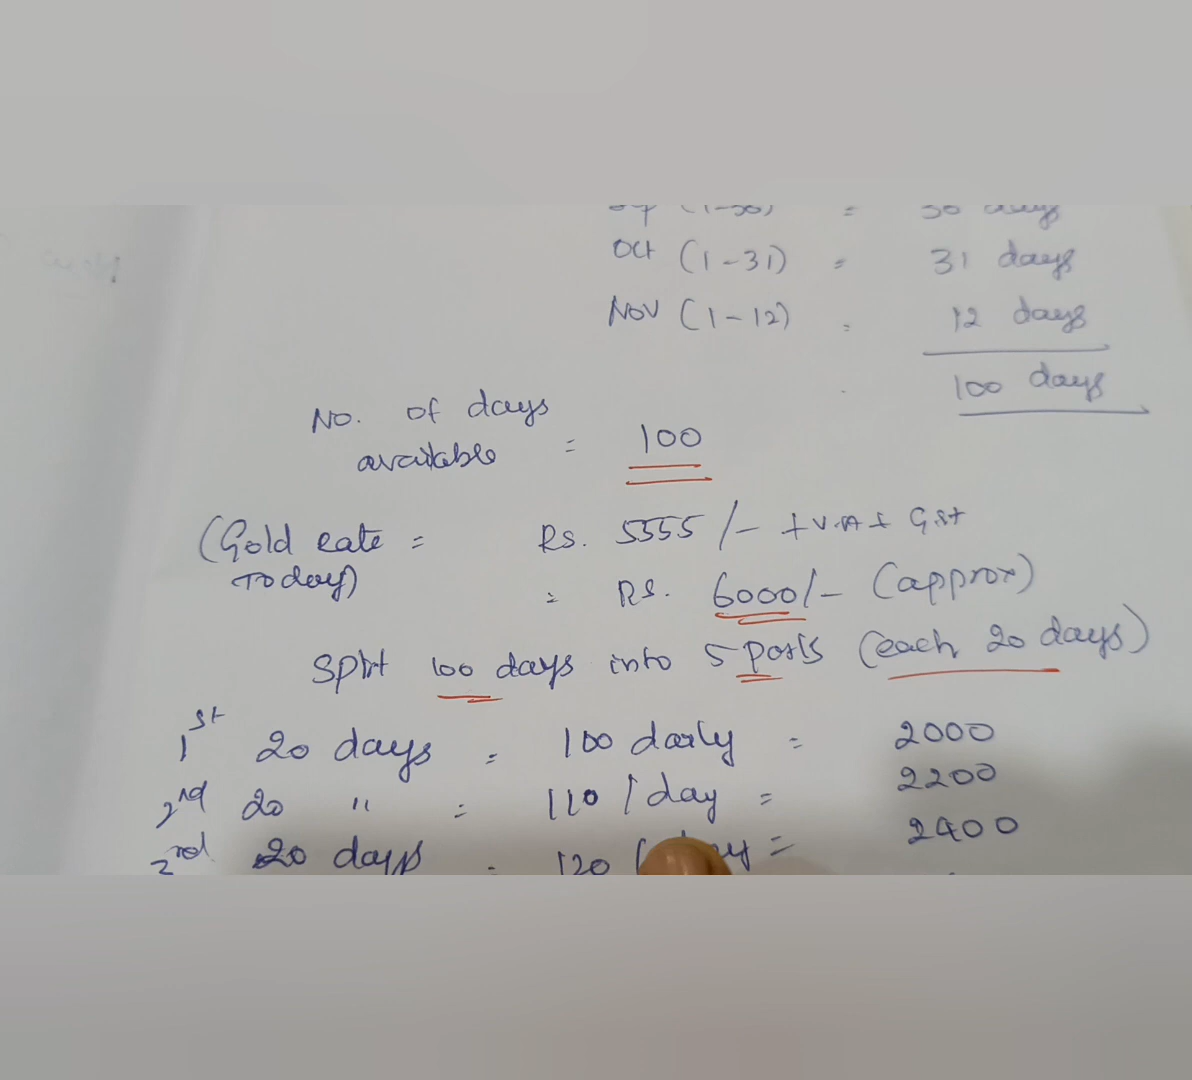 Oct (1-31) = 31 days
Nov (1-12) = 12 days
100 days
No. of days
available = 100
(Gold rate = Rs. 5555/- + V.A + GST
Today)
= Rs. 6000/- (approx)
Split 100 days into 5 parts (each 20 days)
1st 20 days = 100 daily = 2000
2nd 20 " = 110 / day = 2200
20 days = 120 / = 2400